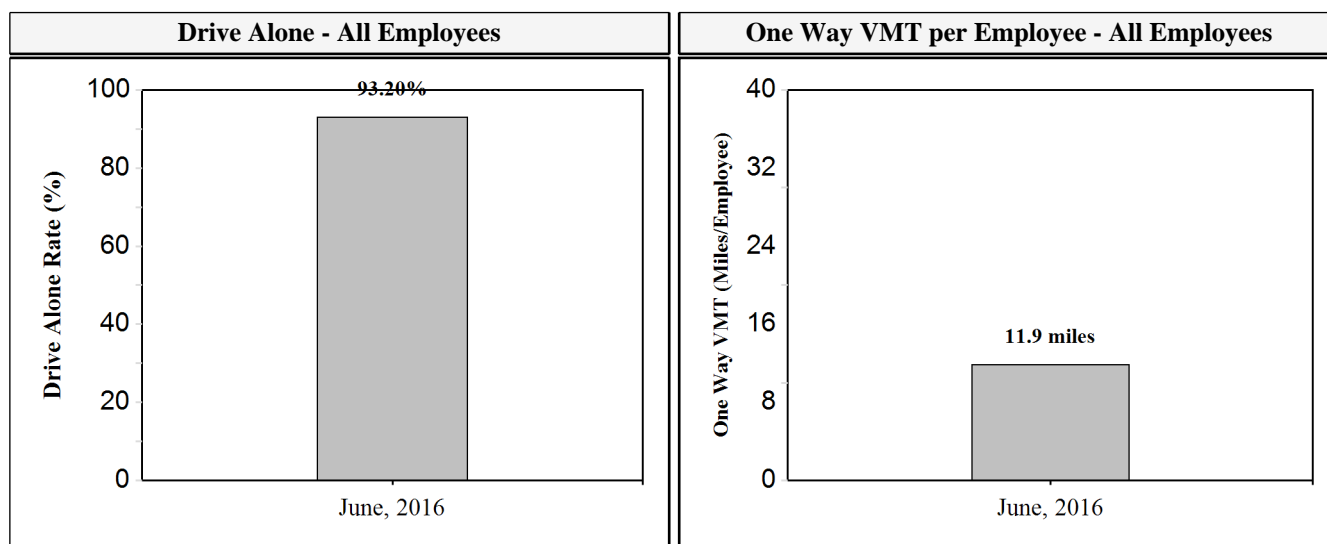 Drive Alone - All Employees
One Way VMT per Employee - All Employees
Drive Alone Rate (%)
100
80
60
40
20
0
93.20%
June, 2016
One Way VMT (Miles/Employee)
40
32
24
16
8
0
11.9 miles
June, 2016